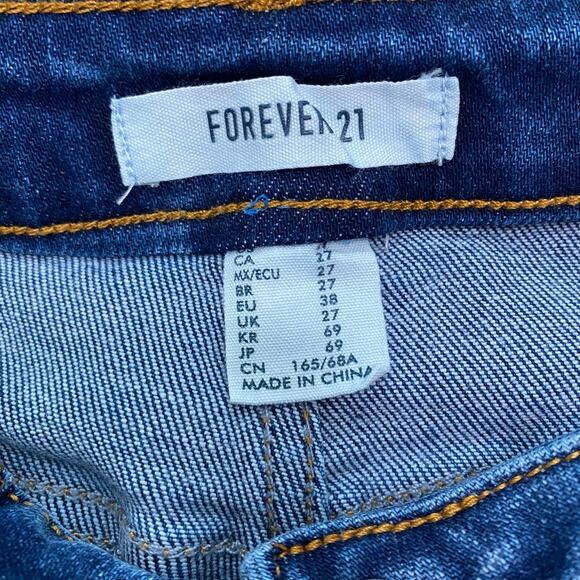 FOREVER 21
CA 27
MX/ECU 27
BR 27
EU 38
UK 27
KR 69
JP 69
CN 165/68A
MADE IN CHINA